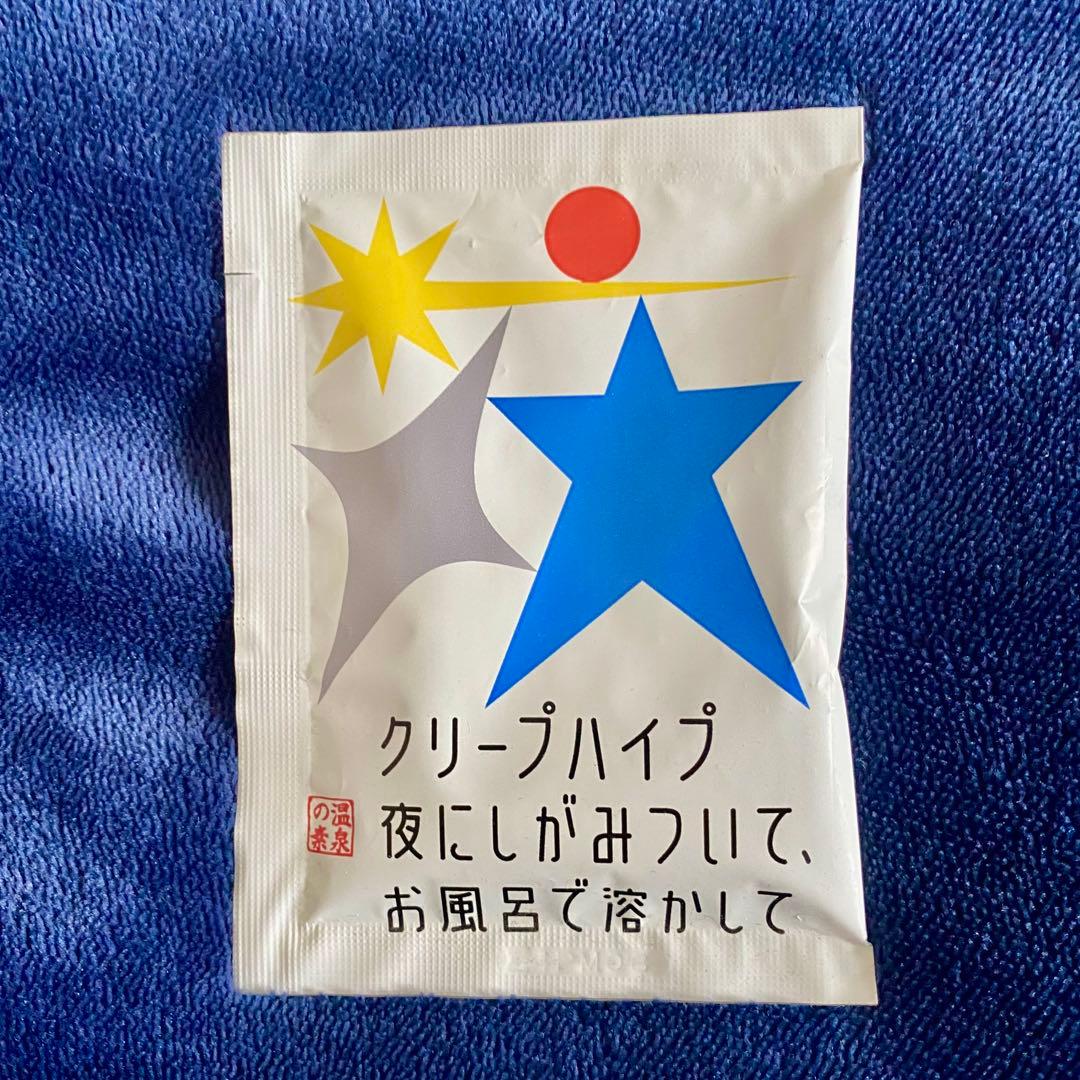 クリープハイプ
夜にしがみついて、
お風呂で溶かして
温泉
の素